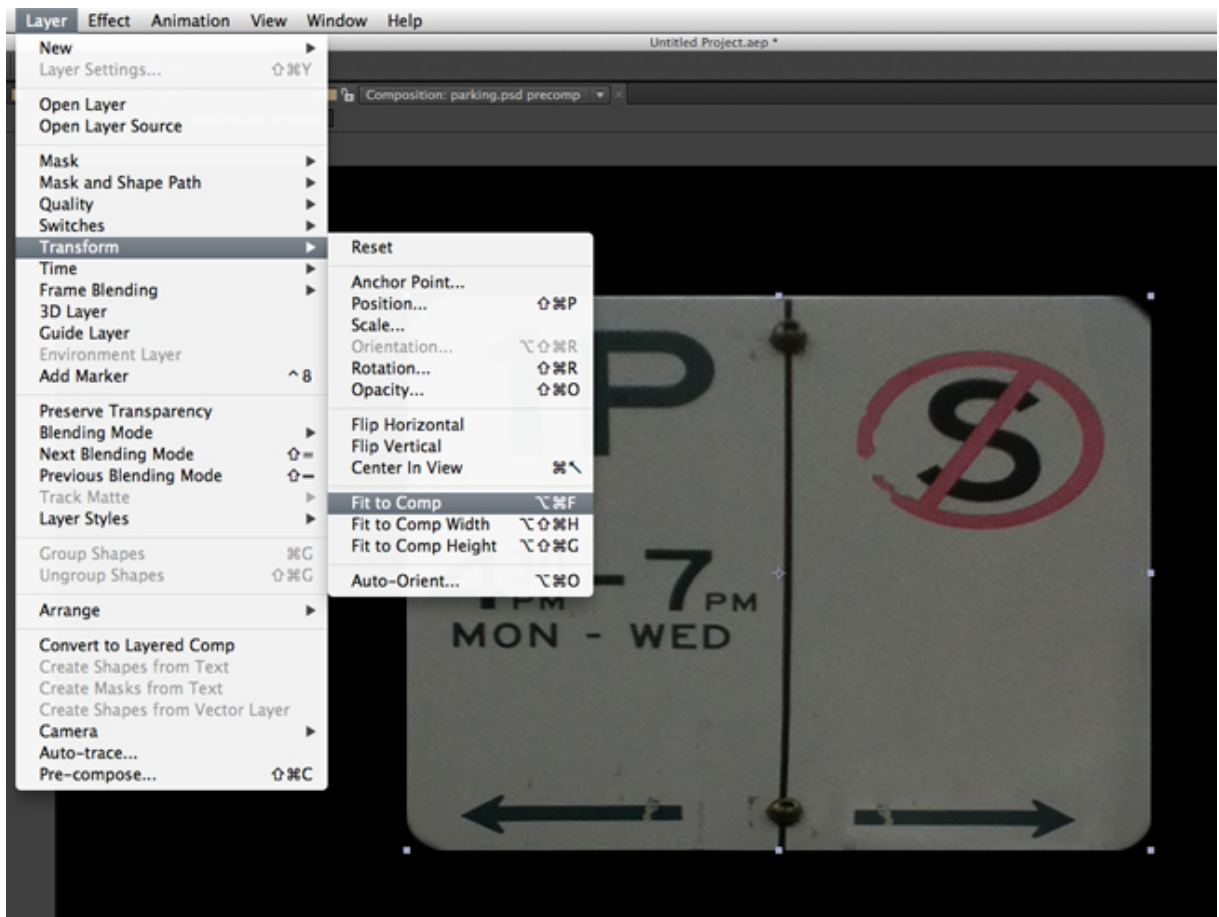 Layer Effect Animation View Window Help
Untitled Project.aep *
Composition: parking.psd precomp
New
Layer Settings... ⇧⌘Y
Open Layer
Open Layer Source
Mask
Mask and Shape Path
Quality
Switches
Transform
Time
Frame Blending
3D Layer
Guide Layer
Environment Layer
Add Marker ^8
Preserve Transparency
Blending Mode
Next Blending Mode ⇧=
Previous Blending Mode ⇧-
Track Matte
Layer Styles
Group Shapes ⌘G
Ungroup Shapes ⇧⌘G
Arrange
Convert to Layered Comp
Create Shapes from Text
Create Masks from Text
Create Shapes from Vector Layer
Camera
Auto-trace...
Pre-compose... ⇧⌘C
Reset
Anchor Point...
Position... ⇧⌘P
Scale...
Orientation... ⌥⇧⌘R
Rotation... ⇧⌘R
Opacity... ⇧⌘O
Flip Horizontal
Flip Vertical
Center In View ⌘↖
Fit to Comp ⌥⌘F
Fit to Comp Width ⌥⇧⌘H
Fit to Comp Height ⌥⇧⌘G
Auto-Orient... ⌥⌘O
P
S
PM - 7 PM
MON - WED